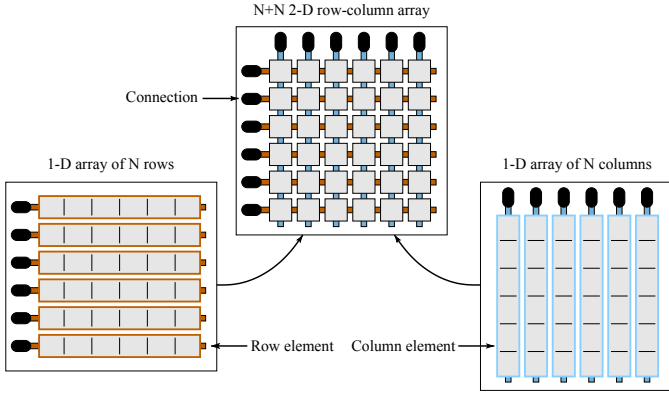 N+N 2-D row-column array
Connection
1-D array of N rows
1-D array of N columns
Row element
Column element